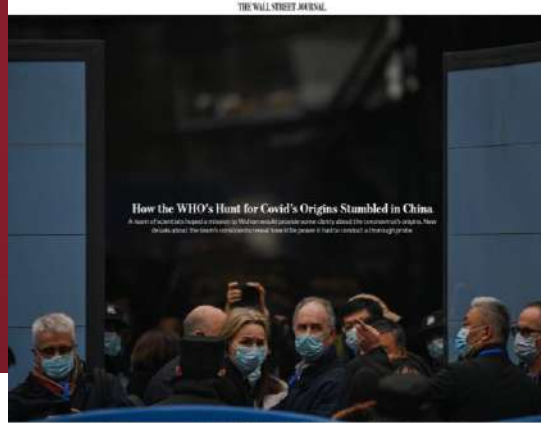 THE WALL STREET JOURNAL.
How the WHO's Hunt for Covid's Origins Stumbled in China
A team of scientists hoped a mission to Wuhan would provide some clarity about the coronavirus's origins. New
details about the team's constraints reveal how little power it had to conduct a thorough probe